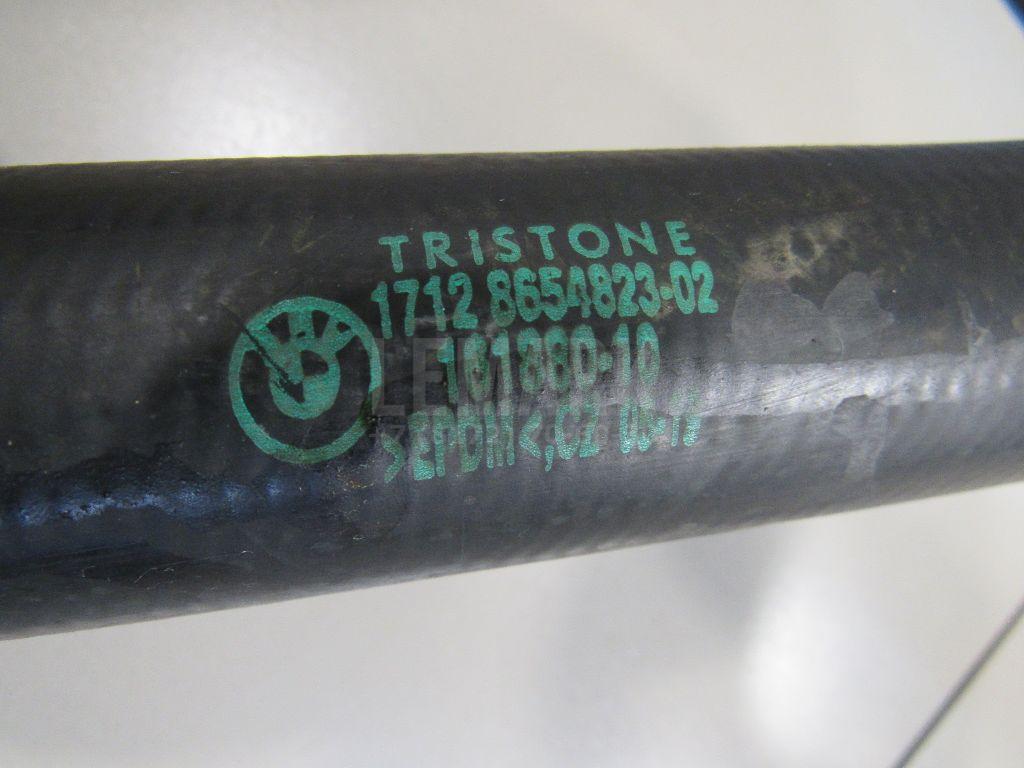 TRISTONE
1712 8654823-02
161880-10
>EPDM<,CZ